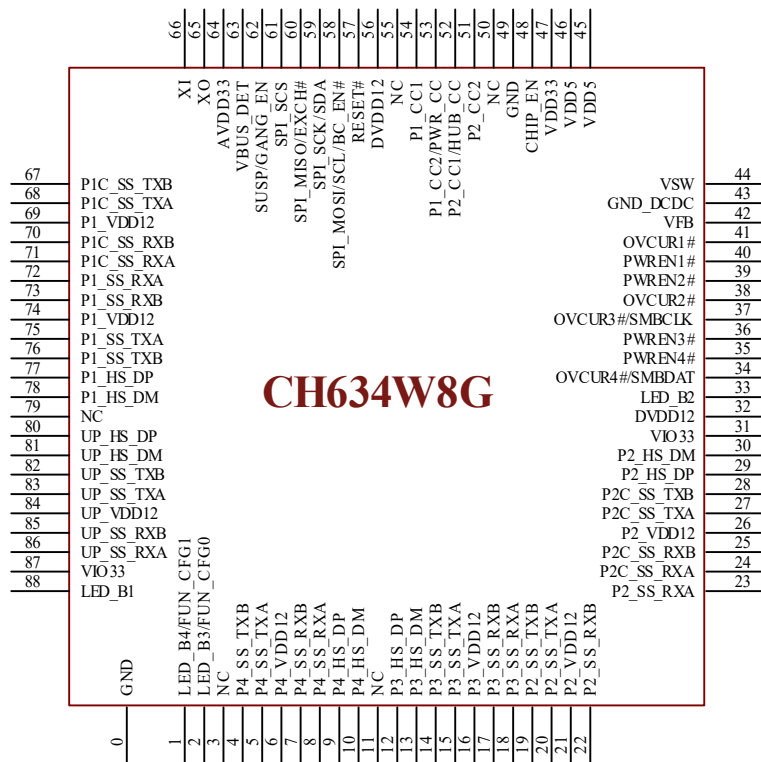 66 65 64 63 62 61 60 59 58 57 56 55 54 53 52 51 50 49 48 47 46 45
XI
XO
AVDD33
VBUS_DET
SUSP/GANG_EN
SPI_SCS
SPI_MISO/EXCH#
SPI_SCK/SDA
SPI_MOSI/SCL/BC_EN#
RESET#
DVDD12
NC
P1_CC1
P1_CC2/PWR_CC
P2_CC1/HUB_CC
P2_CC2
NC
GND
CHIP_EN
VDD33
VDD5
VDD5
67 P1C_SS_TXB
68 P1C_SS_TXA
69 P1_VDD12
70 P1C_SS_RXB
71 P1C_SS_RXA
72 P1_SS_RXA
73 P1_SS_RXB
74 P1_VDD12
75 P1_SS_TXA
76 P1_SS_TXB
77 P1_HS_DP
78 P1_HS_DM
79 NC
80 UP_HS_DP
81 UP_HS_DM
82 UP_SS_TXB
83 UP_SS_TXA
84 UP_VDD12
85 UP_SS_RXB
86 UP_SS_RXA
87 VIO33
88 LED_B1
CH634W8G
VSW 44
GND_DCDC 43
VFB 42
OVCUR1# 41
PWREN1# 40
PWREN2# 39
OVCUR2# 38
OVCUR3#/SMBCLK 37
PWREN3# 36
PWREN4# 35
OVCUR4#/SMBDAT 34
LED_B2 33
DVDD12 32
VIO33 31
P2_HS_DM 30
P2_HS_DP 29
P2C_SS_TXB 28
P2C_SS_TXA 27
P2_VDD12 26
P2C_SS_RXB 25
P2C_SS_RXA 24
P2_SS_RXA 23
GND
LED_B4/FUN_CFG1
LED_B3/FUN_CFG0
NC
P4_SS_TXB
P4_SS_TXA
P4_VDD12
P4_SS_RXB
P4_SS_RXA
P4_HS_DP
P4_HS_DM
NC
P3_HS_DP
P3_HS_DM
P3_SS_TXB
P3_SS_TXA
P3_VDD12
P3_SS_RXB
P3_SS_RXA
P2_SS_TXB
P2_SS_TXA
P2_VDD12
P2_SS_RXB
0 1 2 3 4 5 6 7 8 9 10 11 12 13 14 15 16 17 18 19 20 21 22